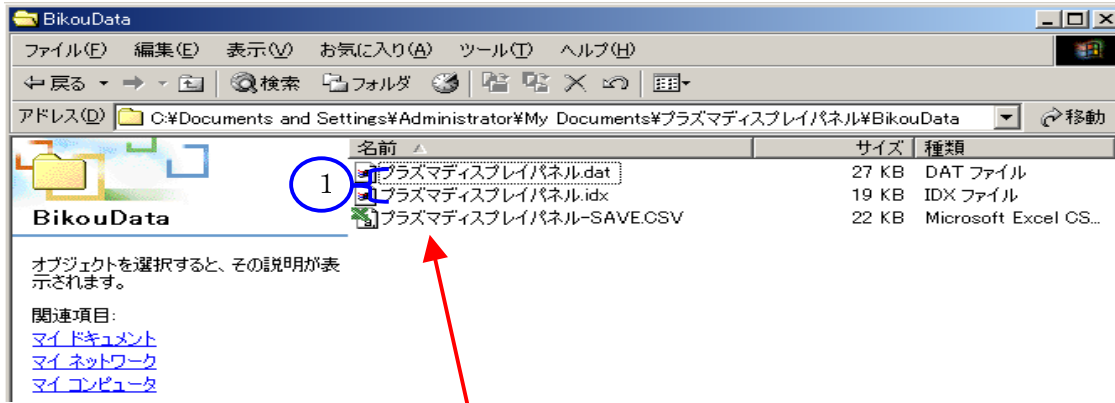 BikouData
ファイル(F) 編集(E) 表示(V) お気に入り(A) ツール(T) ヘルプ(H)
戻る 検索 フォルダ
アドレス(D) C:¥Documents and Settings¥Administrator¥My Documents¥プラズマディスプレイパネル¥BikouData 移動
名前 サイズ 種類
1
プラズマディスプレイパネル.dat 27 KB DAT ファイル
プラズマディスプレイパネル.idx 19 KB IDX ファイル
プラズマディスプレイパネル-SAVE.CSV 22 KB Microsoft Excel CS...
BikouData
オブジェクトを選択すると、その説明が表
示されます。
関連項目:
マイ ドキュメント
マイ ネットワーク
マイ コンピュータ